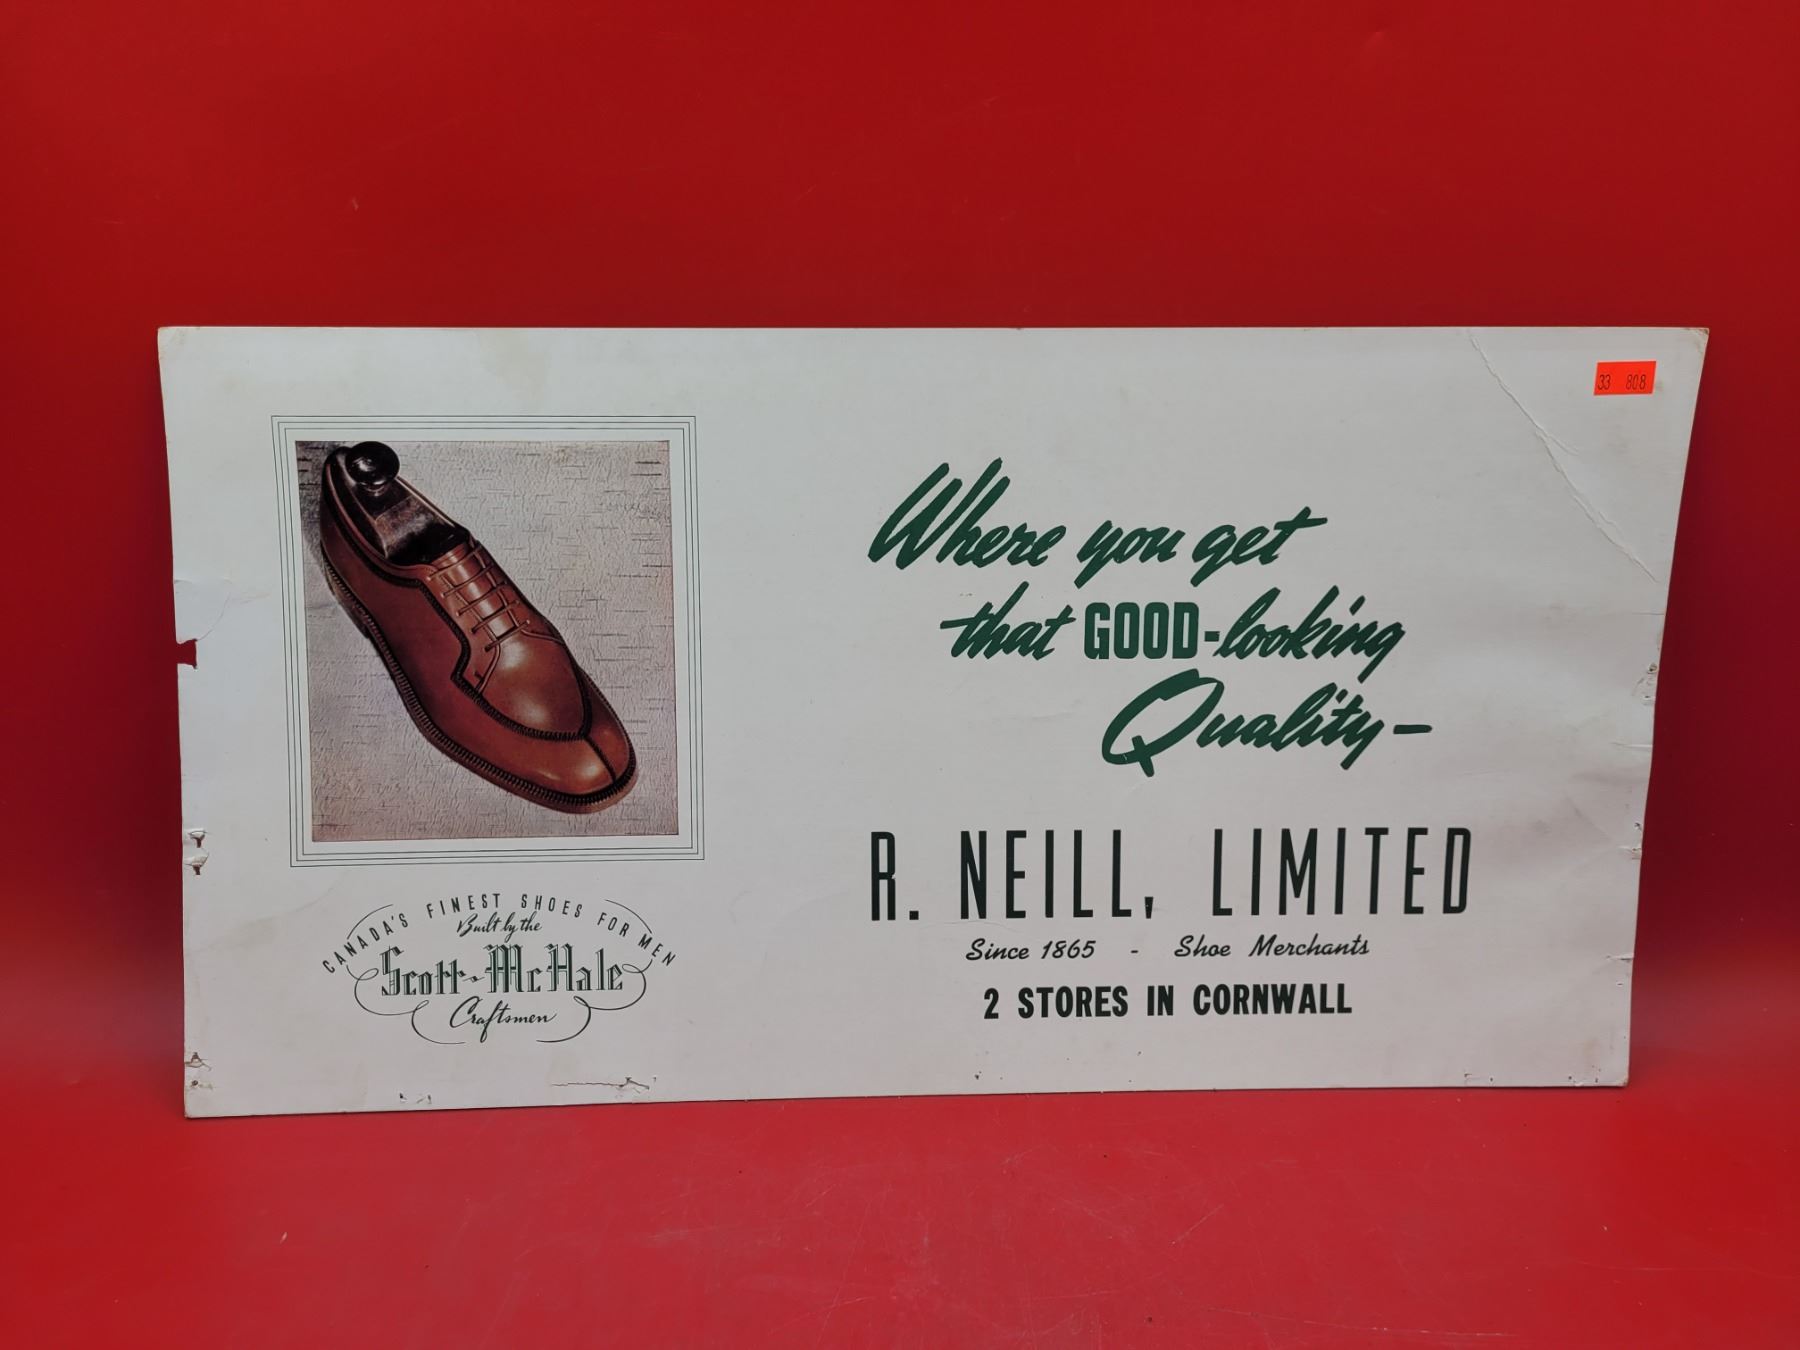 33 808
Where you get
that GOOD-looking
Quality-
R. NEILL, LIMITED
Since 1865 - Shoe Merchants
2 STORES IN CORNWALL
CANADA'S FINEST SHOES FOR MEN
Built by the
Scott-McHale
Craftsmen